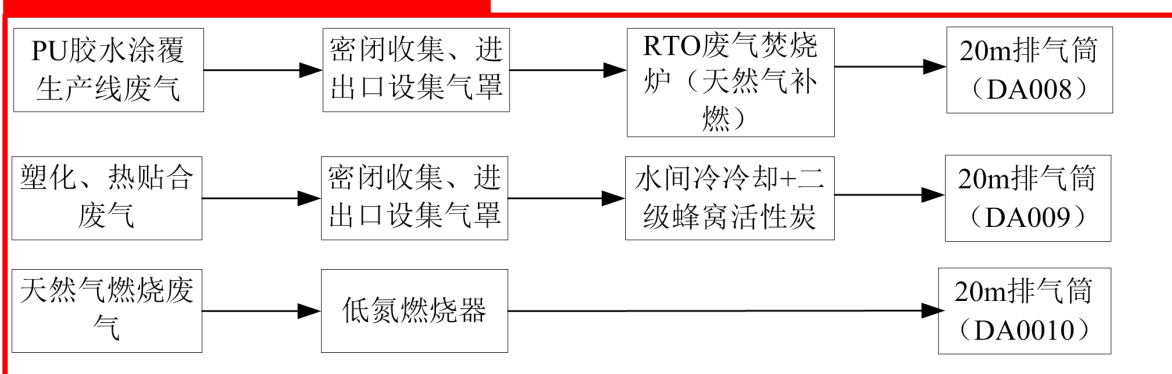 PU胶水涂覆
生产线废气
密闭收集、进
出口设集气罩
RTO废气焚烧
炉（天然气补
燃）
20m排气筒
（DA008）
塑化、热贴合
废气
密闭收集、进
出口设集气罩
水间冷冷却+二
级蜂窝活性炭
20m排气筒
（DA009）
天然气燃烧废
气
低氮燃烧器
20m排气筒
（DA0010）